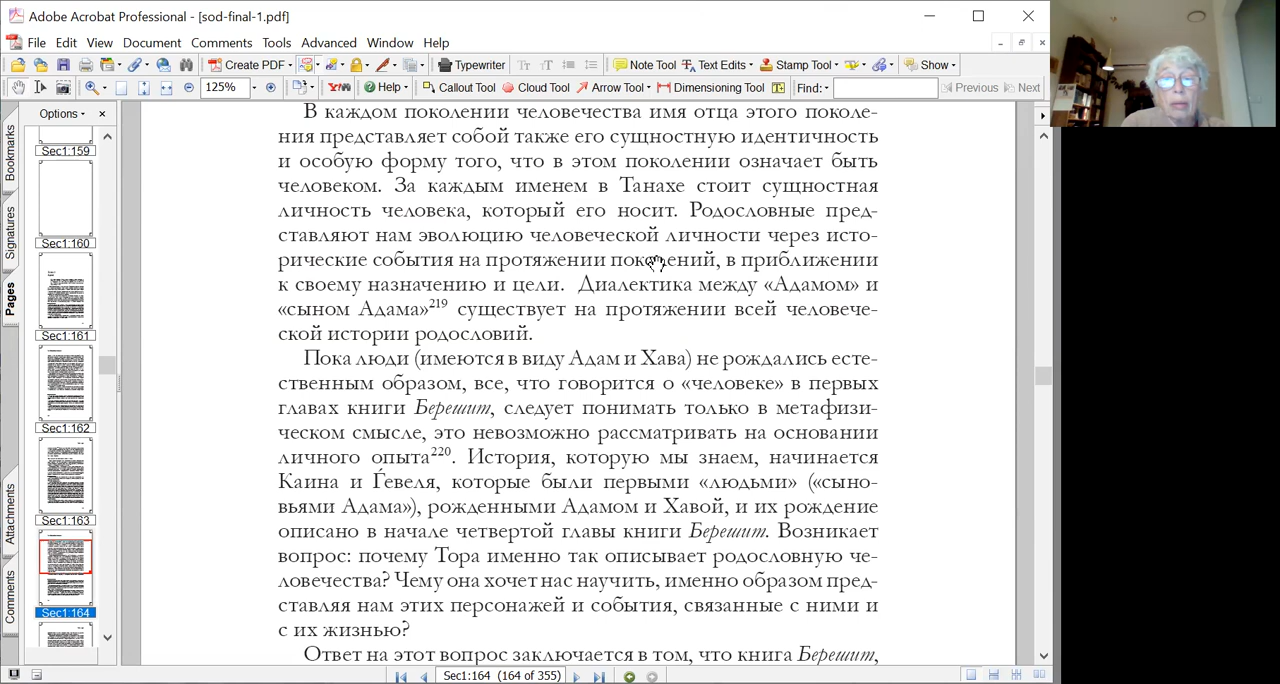 Adobe Acrobat Professional - [sod-final-1.pdf]
File Edit View Document Comments Tools Advanced Window Help
Create PDF Typewriter Note Tool Text Edits Stamp Tool Show
125% Help Callout Tool Cloud Tool Arrow Tool Dimensioning Tool Find: Previous Next
Options
Bookmarks
Signatures
Pages
Attachments
Comments
Sec1:159
Sec1:160
Sec1:161
Sec1:162
Sec1:163
Sec1:164
В каждом поколении человечества имя отца этого поколе-
ния представляет собой также его сущностную идентичность
и особую форму того, что в этом поколении означает быть
человеком. За каждым именем в Танахе стоит сущностная
личность человека, который его носит. Родословные пред-
ставляют нам эволюцию человеческой личности через исто-
рические события на протяжении поколений, в приближении
к своему назначению и цели. Диалектика между «Адамом» и
«сыном Адама»219 существует на протяжении всей человече-
ской истории родословий.
Пока люди (имеются в виду Адам и Хава) не рождались есте-
ственным образом, все, что говорится о «человеке» в первых
главах книги Берешит, следует понимать только в метафизи-
ческом смысле, это невозможно рассматривать на основании
личного опыта220. История, которую мы знаем, начинается с
Каина и Ѓевеля, которые были первыми «людьми» («сыно-
вьями Адама»), рожденными Адамом и Хавой, и их рождение
описано в начале четвертой главы книги Берешит. Возникает
вопрос: почему Тора именно так описывает родословную че-
ловечества? Чему она хочет нас научить, именно образом пред-
ставляя нам этих персонажей и события, связанные с ними и
с их жизнью?
Ответ на этот вопрос заключается в том, что книга Берешит,
Sec1:164 (164 of 355)